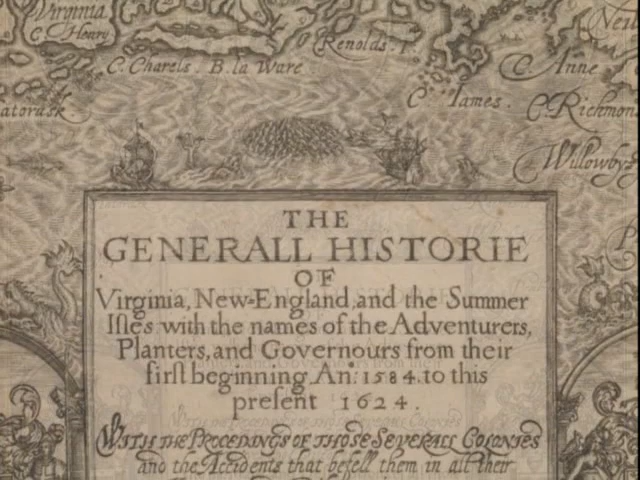 Virginia
C. Henry
C. Charels. B. la Ware
Renolds. I
C. Anne
C. Iames.
C. Richmon
Willowby
THE
GENERALL HISTORIE
OF
Virginia, New-England, and the Summer
Iſles with the names of the Adventurers,
Planters, and Governours from their
firſt beginning. An: 1584. to this
preſent 1624.
WITH THE PROCEDINGS OF THOSE SEVERALL COLONIES
and the Accidents that befell them in all their